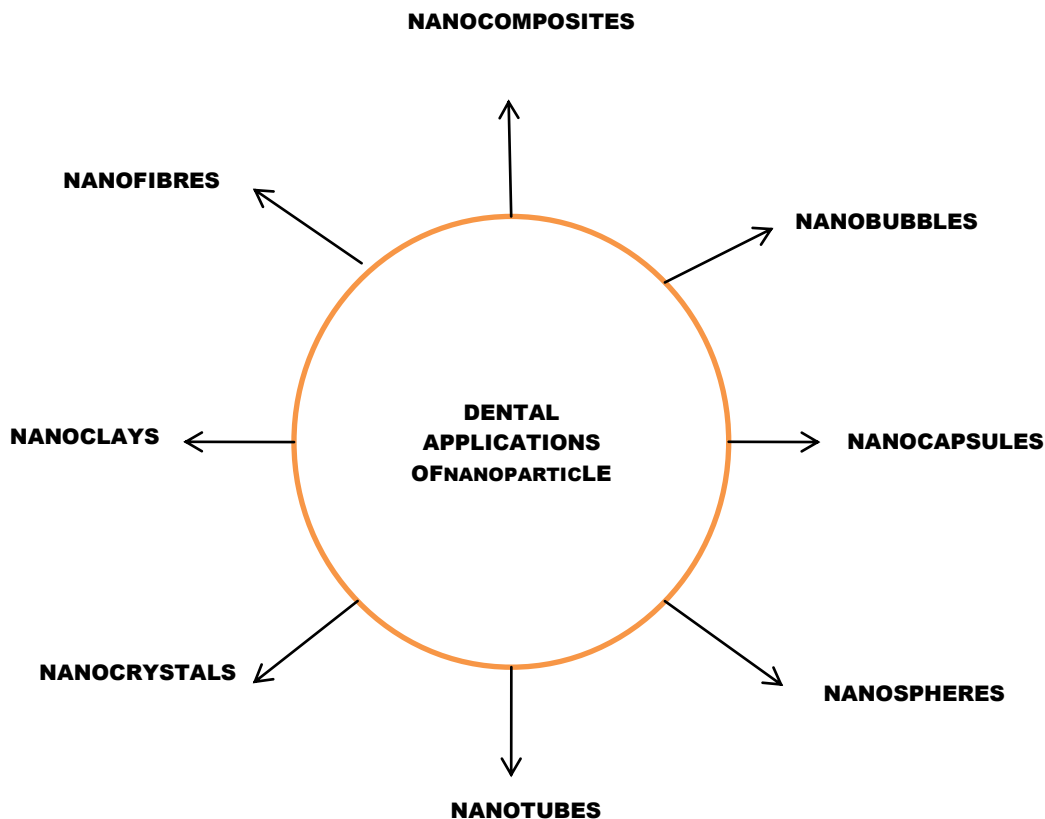 NANOCOMPOSITES
NANOFIBRES
NANOBUBBLES
DENTAL
APPLICATIONS
OFNANOPARTICLE
NANOCLAYS
NANOCAPSULES
NANOCRYSTALS
NANOSPHERES
NANOTUBES